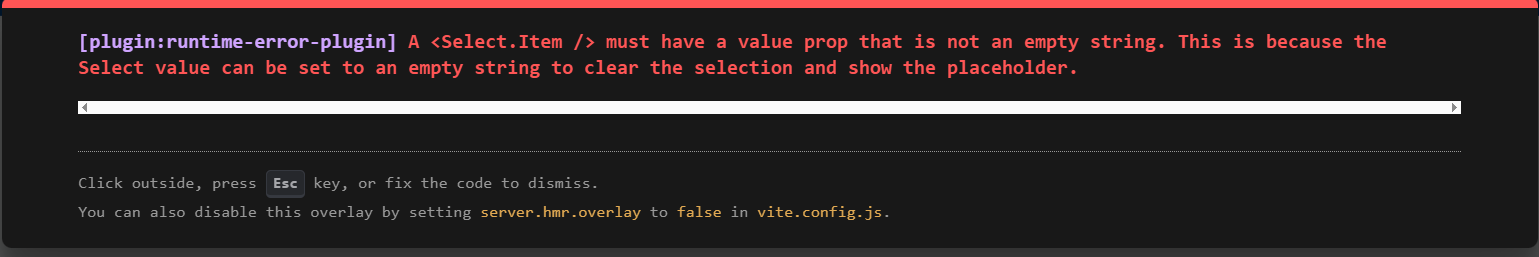 [plugin:runtime-error-plugin] A <Select.Item /> must have a value prop that is not an empty string. This is because the
Select value can be set to an empty string to clear the selection and show the placeholder.
Click outside, press Esc key, or fix the code to dismiss.
You can also disable this overlay by setting server.hmr.overlay to false in vite.config.js.